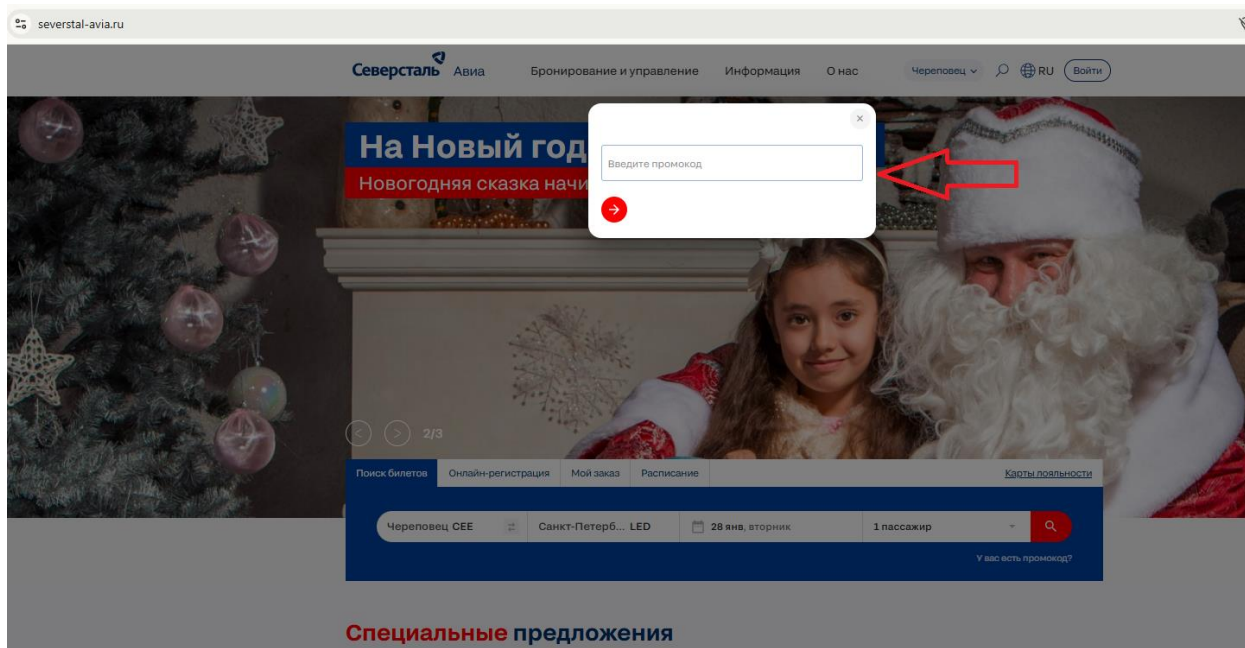 severstal-avia.ru
Северсталь Авиа Бронирование и управление Информация О нас Череповец RU Войти
На Новый год
Новогодняя сказка
Введите промокод
2/3
Поиск билетов Онлайн-регистрация Мой заказ Расписание Карты лояльности
Череповец CEE Санкт-Петерб... LED 28 янв, вторник 1 пассажир
У вас есть промокод?
Специальные предложения